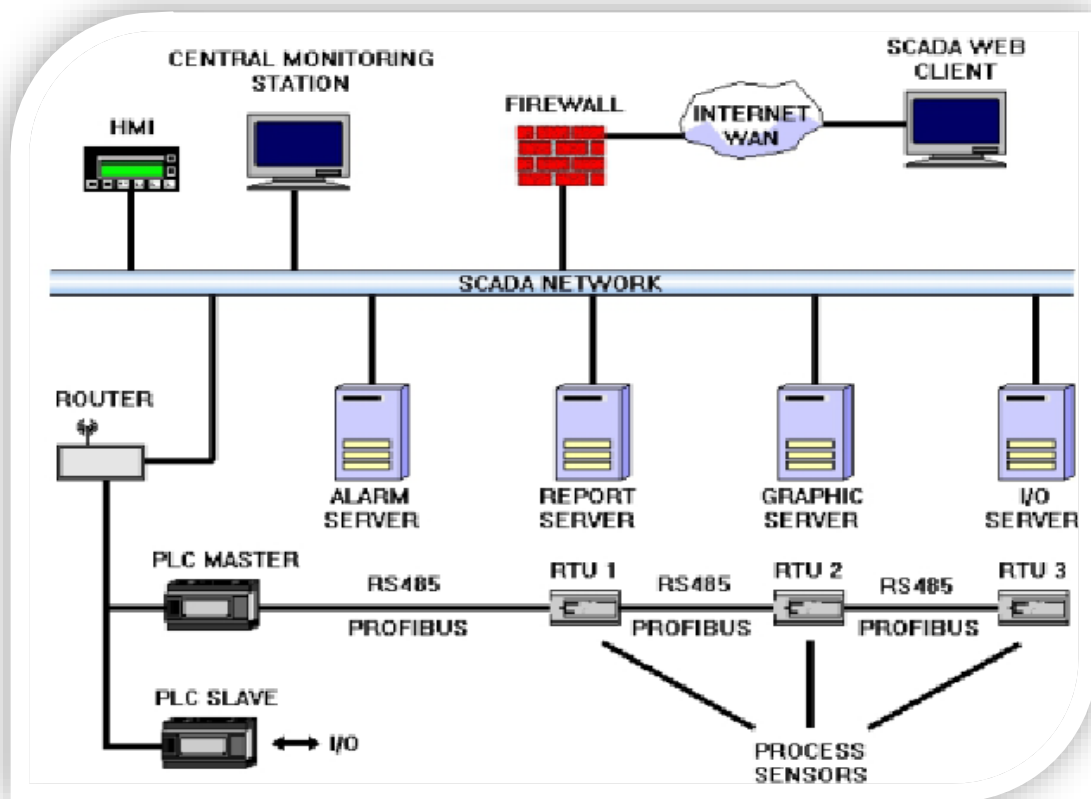 CENTRAL MONITORING
STATION
SCADA WEB
CLIENT
HMI
FIREWALL
INTERNET
WAN
SCADA NETWORK
ROUTER
ALARM
SERVER
REPORT
SERVER
GRAPHIC
SERVER
I/O
SERVER
PLC MASTER
RS485
PROFIBUS
RTU 1
RS485
PROFIBUS
RTU 2
RS485
PROFIBUS
RTU 3
PLC SLAVE
I/O
PROCESS
SENSORS